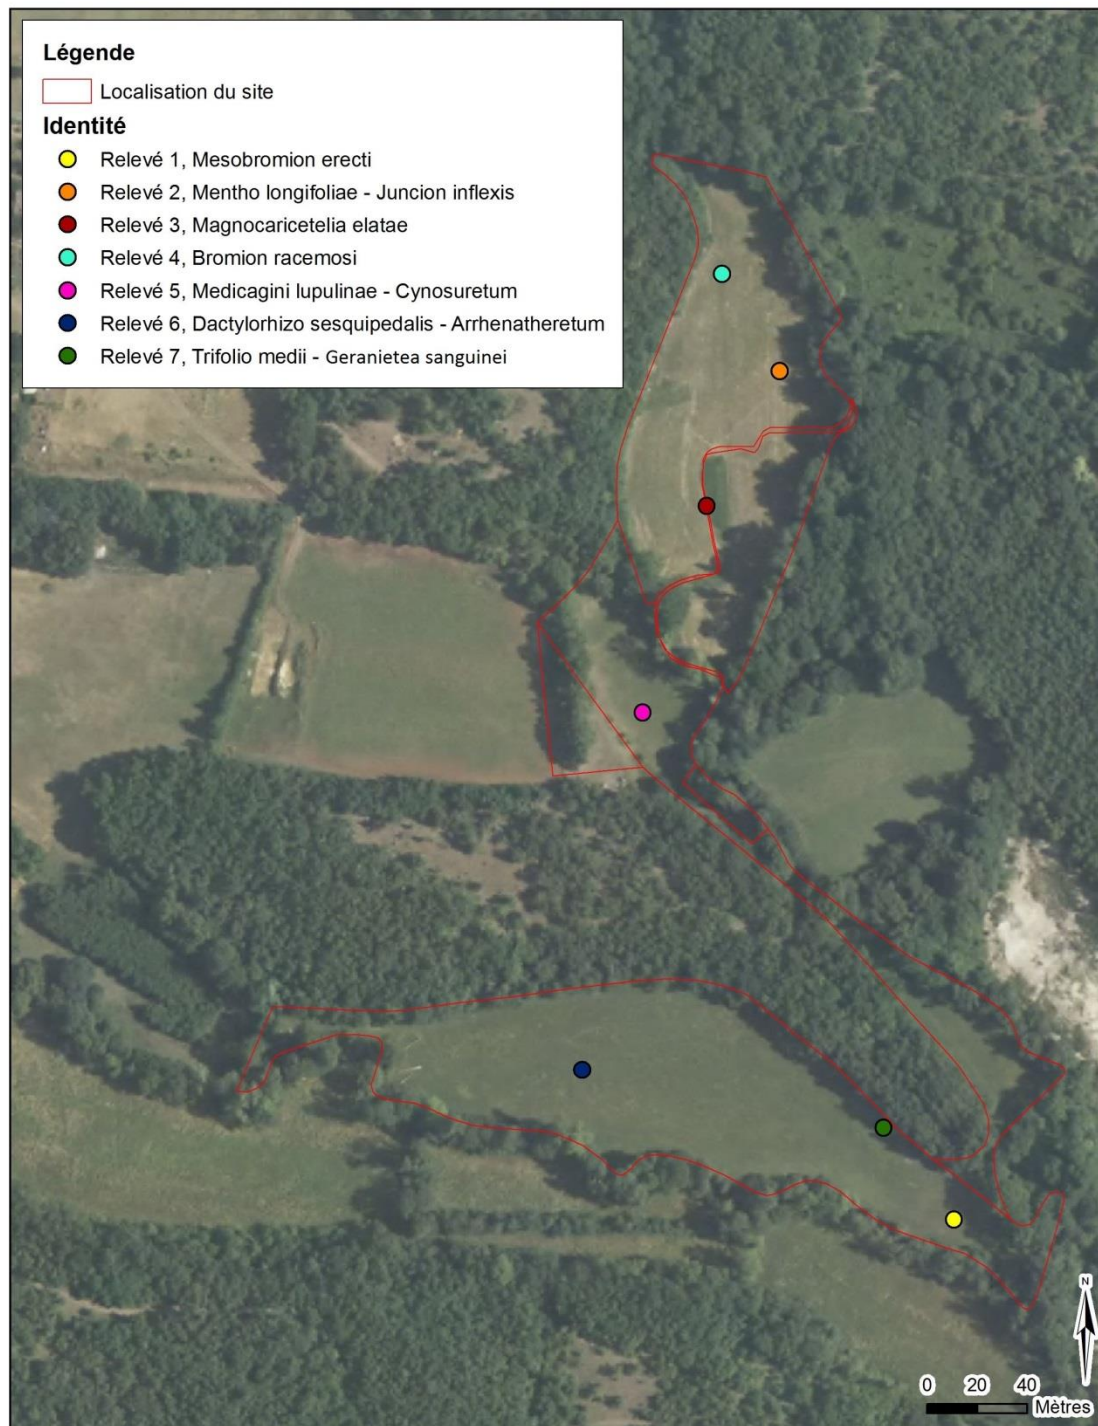 Légende
Localisation du site
Identité
Relevé 1, Mesobromion erecti
Relevé 2, Mentho longifoliae - Juncion inflexis
Relevé 3, Magnocaricetelia elatae
Relevé 4, Bromion racemosi
Relevé 5, Medicagini lupulinae - Cynosuretum
Relevé 6, Dactylorhizo sesquipedalis - Arrhenatheretum
Relevé 7, Trifolio medii - Geranietea sanguinei
N
0 20 40
Mètres